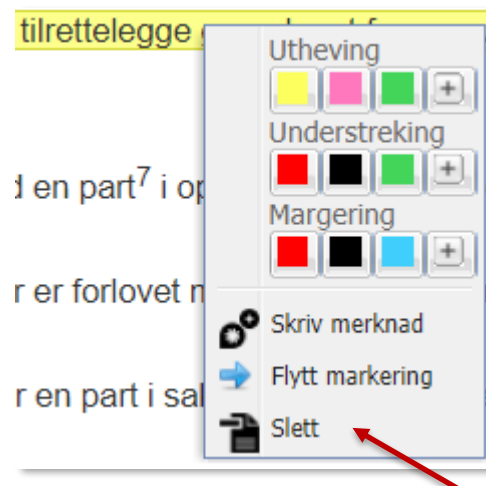 tilrettelegge
Utheving
Understreking
d en part7 i op
Margering
r er forlovet n
Skriv merknad
Flytt markering
r en part i sal
Slett